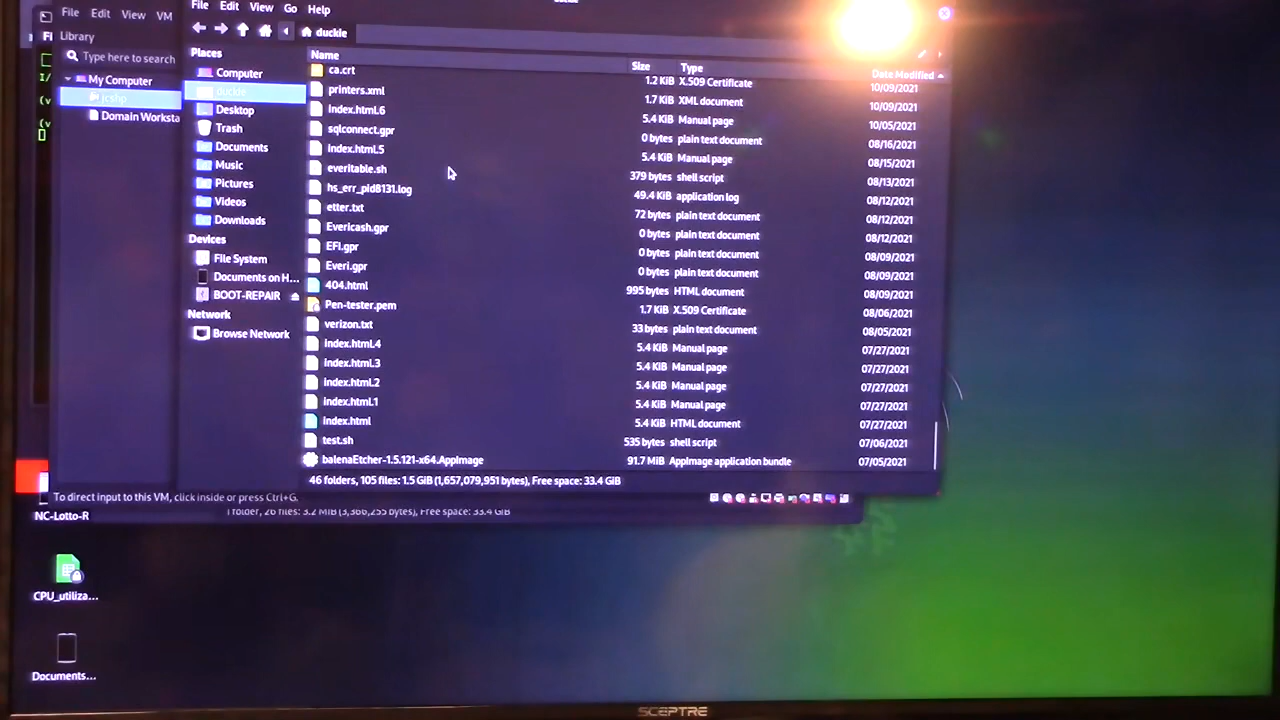 File Edit View VM
File Edit View Go Help
Library
duckie
Type here to search
My Computer
Domain Worksta
Places
Computer
duckie
Desktop
Trash
Documents
Music
Pictures
Videos
Downloads
Devices
File System
Documents on H...
BOOT-REPAIR
Network
Browse Network
Name Size Type Date Modified
ca.crt 1.2 KiB X.509 Certificate 10/09/2021
printers.xml 1.7 KiB XML document 10/09/2021
index.html.6 5.4 KiB Manual page 10/05/2021
sqlconnect.gpr 0 bytes plain text document 08/16/2021
index.html.5 5.4 KiB Manual page 08/15/2021
everitable.sh 379 bytes shell script 08/13/2021
hs_err_pid8131.log 49.4 KiB application log 08/12/2021
etter.txt 72 bytes plain text document 08/12/2021
Evericash.gpr 0 bytes plain text document 08/12/2021
EFI.gpr 0 bytes plain text document 08/09/2021
Everi.gpr 0 bytes plain text document 08/09/2021
404.html 995 bytes HTML document 08/09/2021
Pen-tester.pem 1.7 KiB X.509 Certificate 08/06/2021
verizon.txt 33 bytes plain text document 08/05/2021
index.html.4 5.4 KiB Manual page 07/27/2021
index.html.3 5.4 KiB Manual page 07/27/2021
index.html.2 5.4 KiB Manual page 07/27/2021
index.html.1 5.4 KiB Manual page 07/27/2021
index.html 5.4 KiB HTML document 07/27/2021
test.sh 535 bytes shell script 07/06/2021
balenaEtcher-1.5.121-x64.AppImage 91.7 MiB AppImage application bundle 07/05/2021
46 folders, 105 files: 1.5 GiB (1,657,079,951 bytes), Free space: 33.4 GiB
To direct input to this VM, click inside or press Ctrl+G.
1 folder, 26 files: 3.2 MiB (3,366,255 bytes), Free space: 33.4 GiB
NC-Lotto-R
CPU_utiliza...
Documents...
SCEPTRE